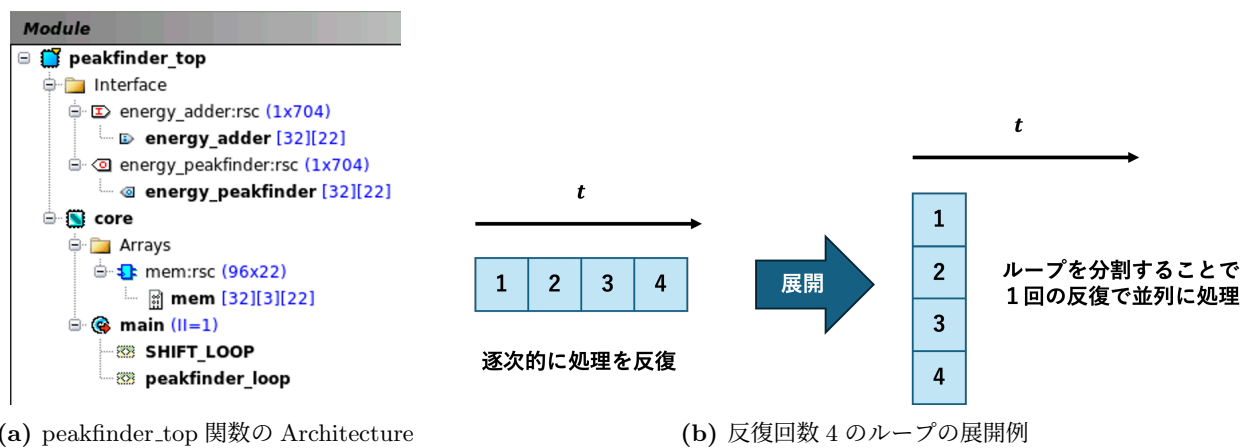 Module
peakfinder_top
Interface
energy_adder:rsc (1x704)
energy_adder [32][22]
energy_peakfinder:rsc (1x704)
energy_peakfinder [32][22]
core
Arrays
mem:rsc (96x22)
mem [32][3][22]
main (II=1)
SHIFT_LOOP
peakfinder_loop
(a) peakfinder_top 関数の Architecture
t
1 2 3 4
逐次的に処理を反復
展開
t
1
2
3
4
ループを分割することで
1回の反復で並列に処理
(b) 反復回数 4 のループの展開例